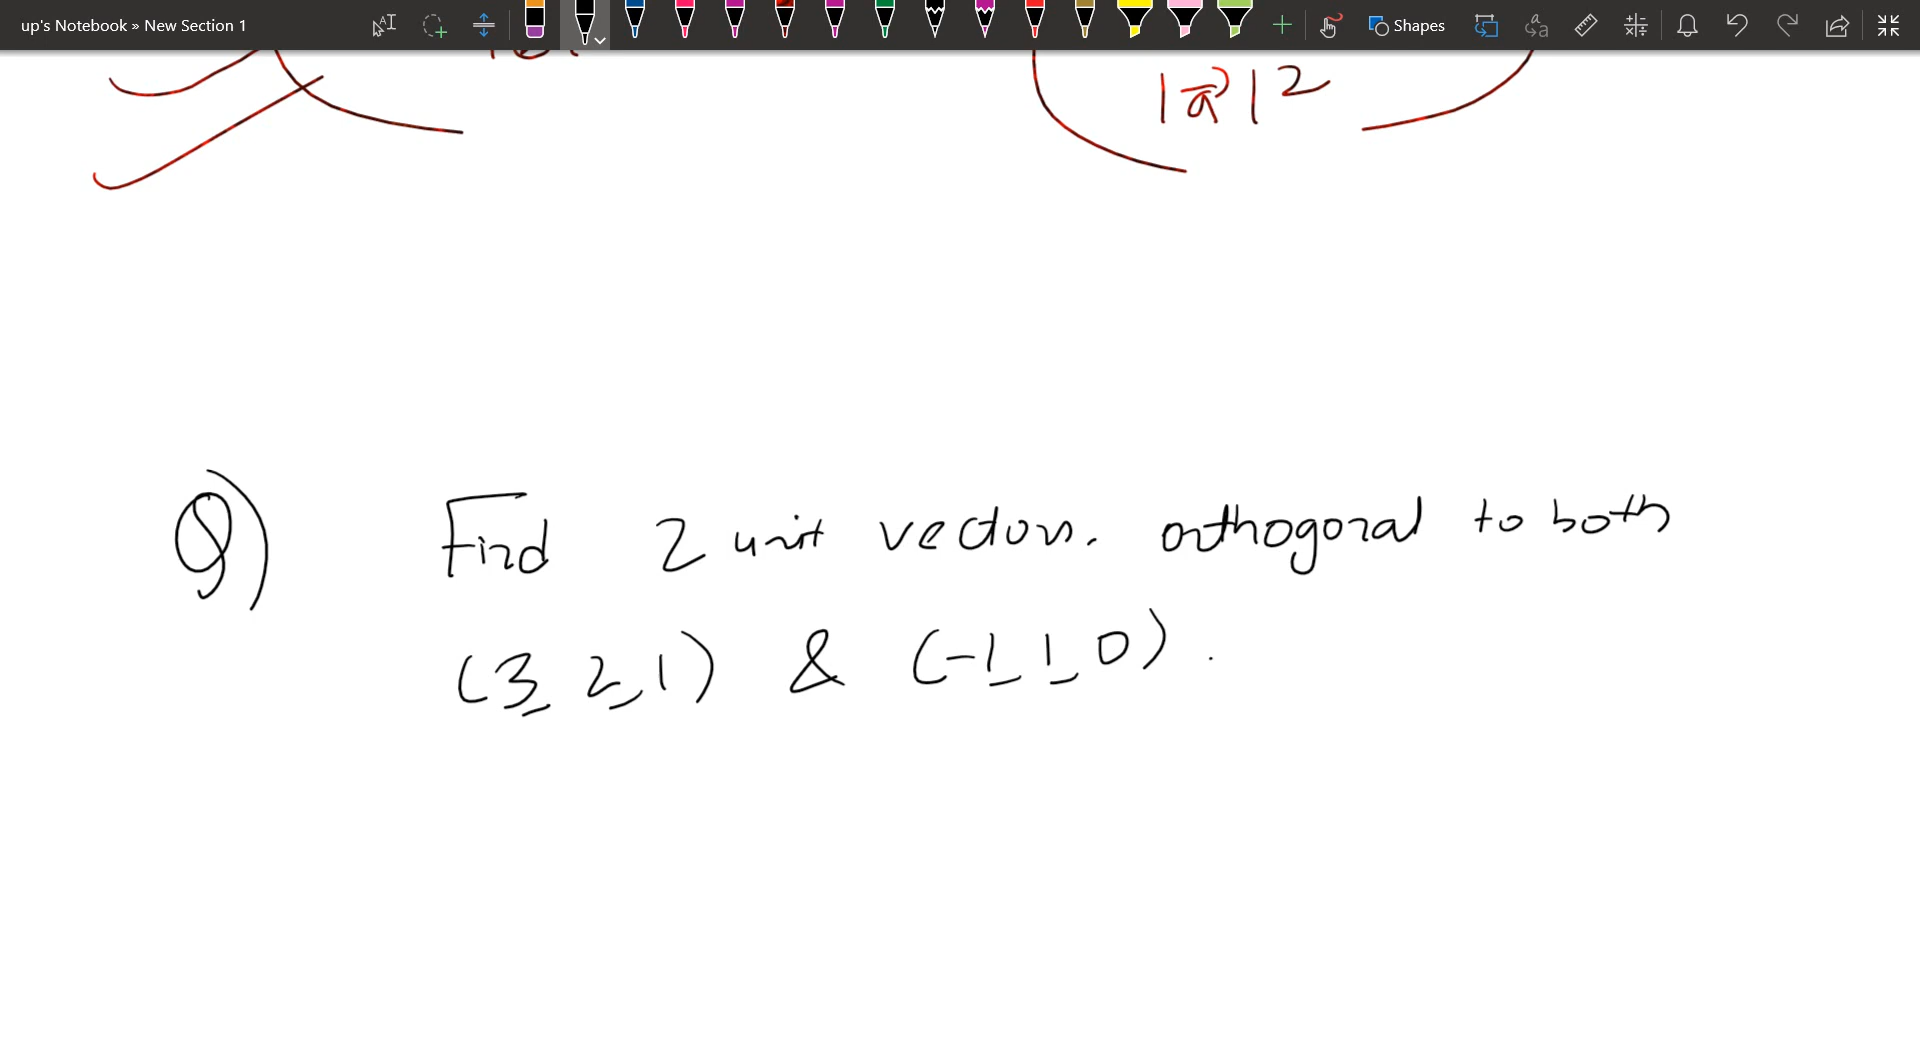 up's Notebook » New Section 1
Shapes
|a⃗|²
Q) Find 2 unit vectors. orthogonal to both
(3, 2, 1) & (-1, 1, 0).